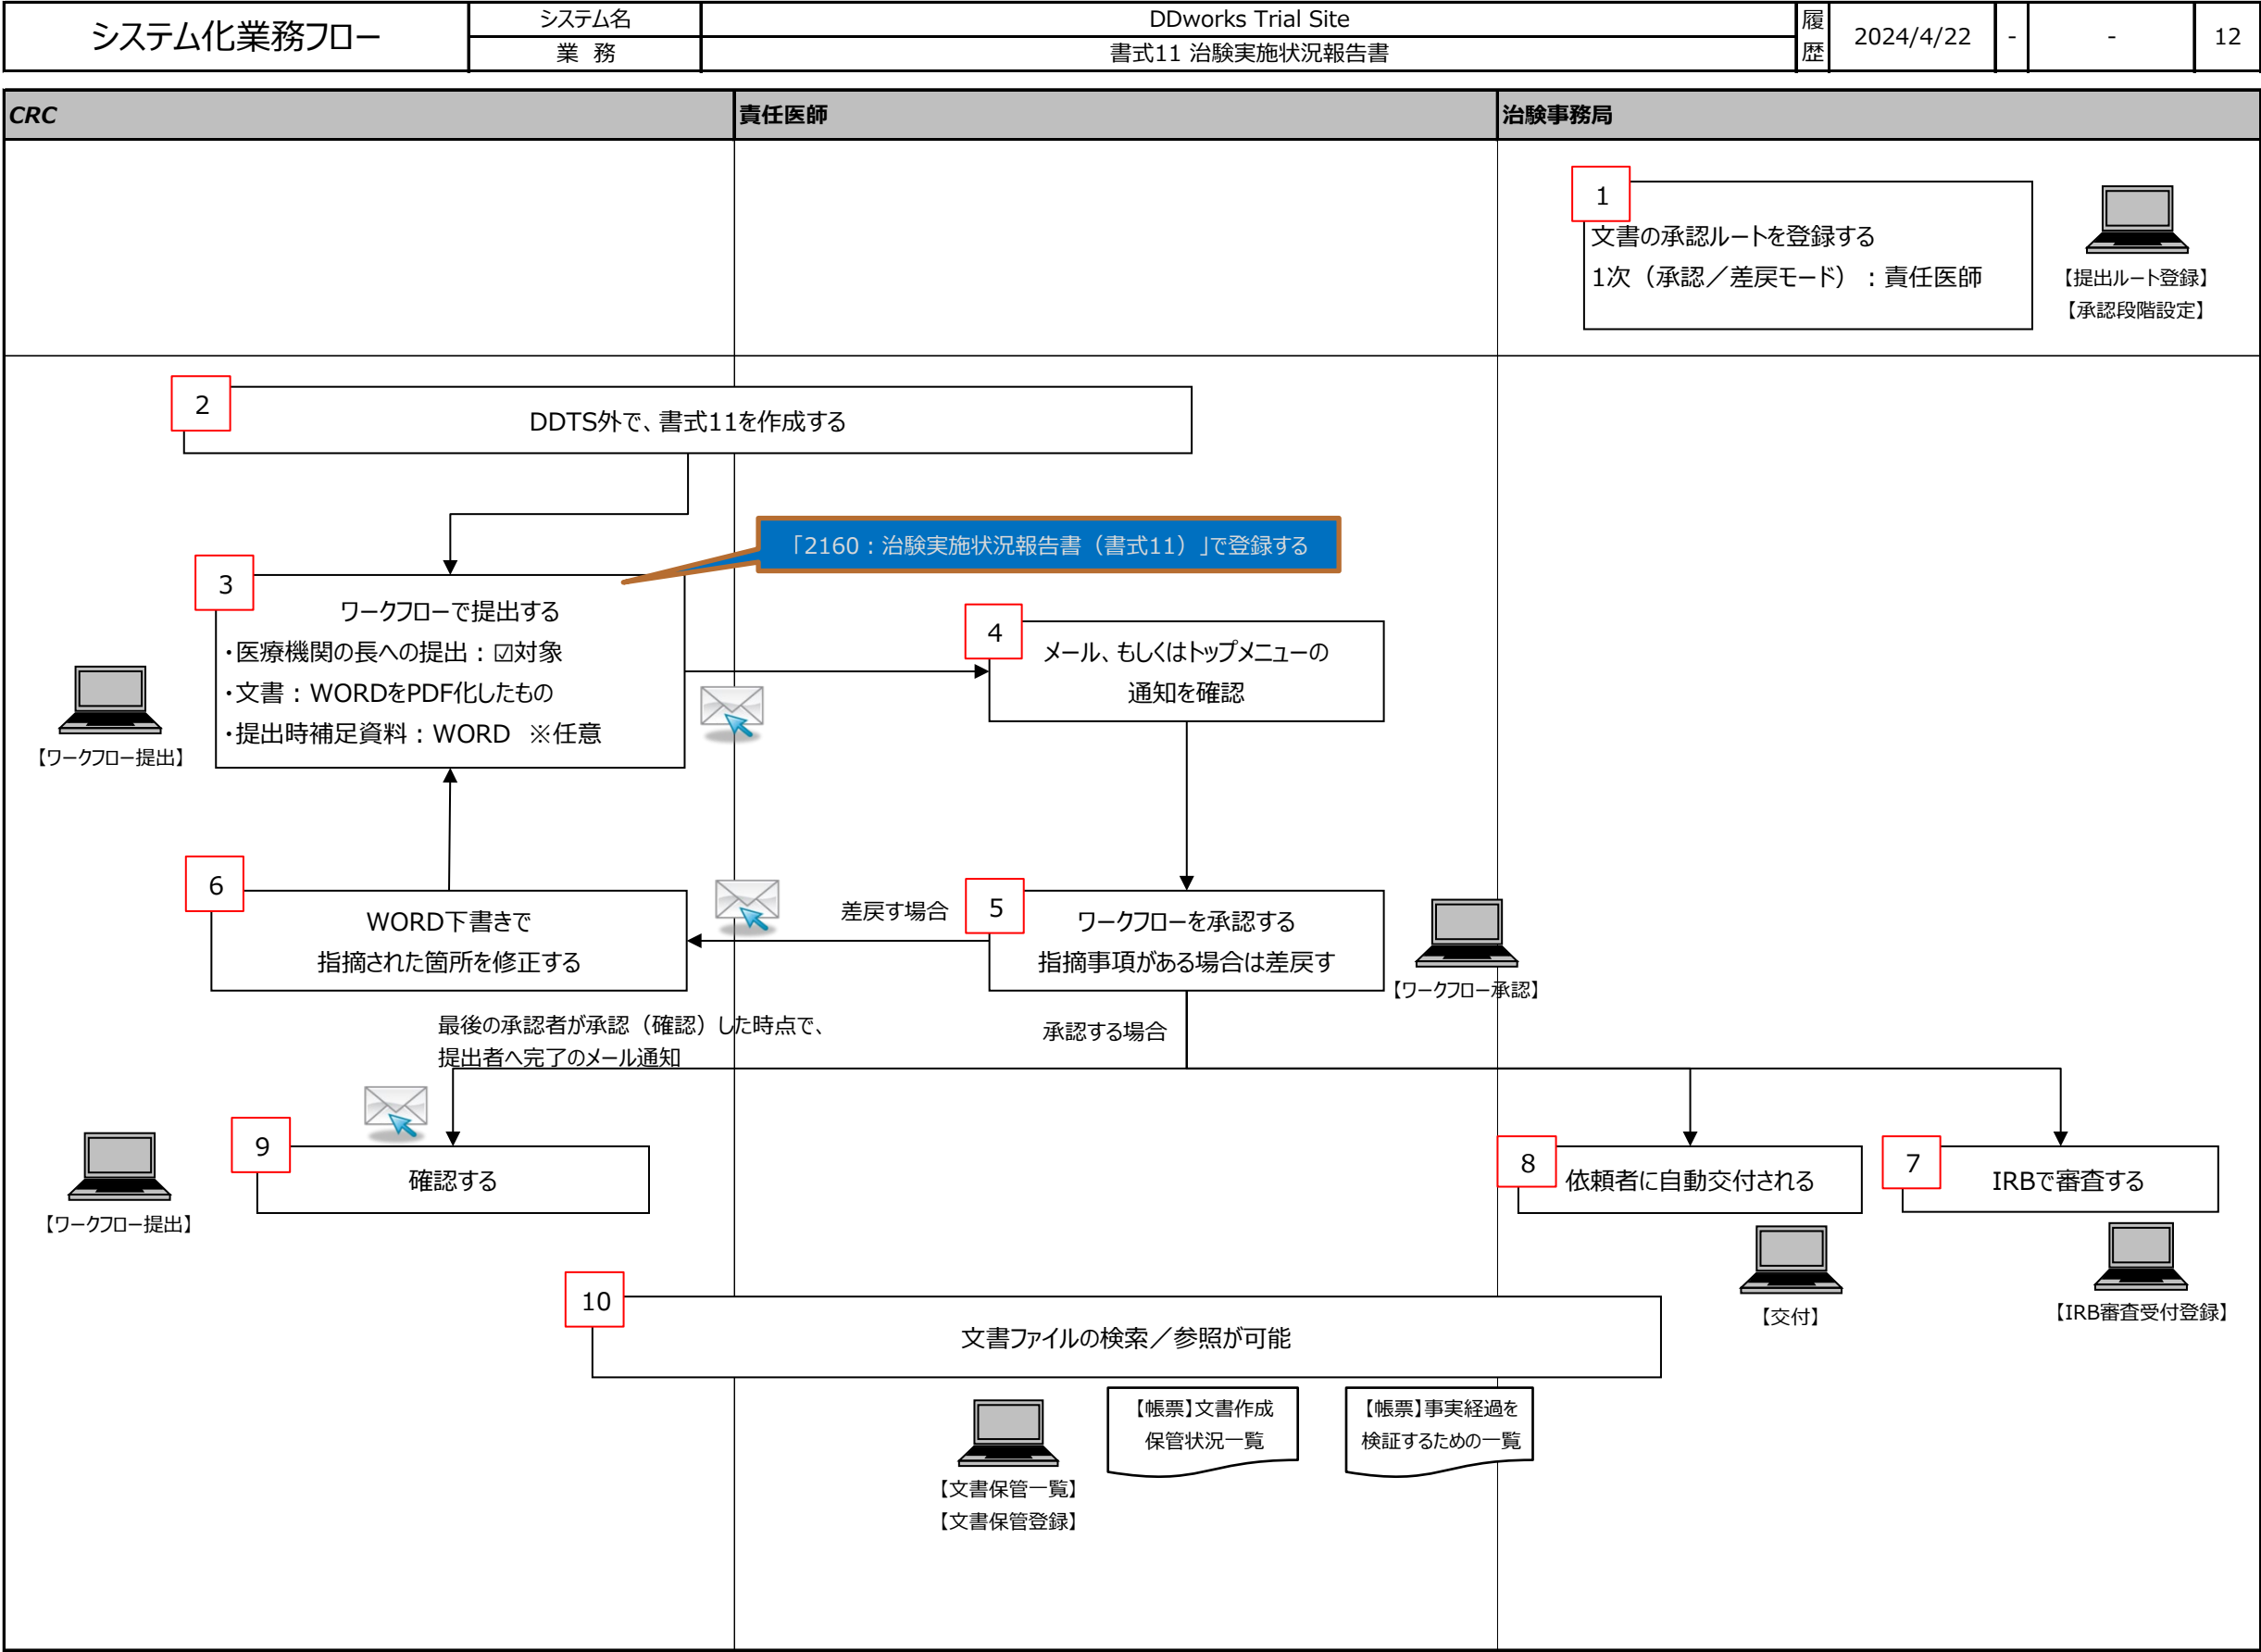 システム化業務フロー
システム名
DDworks Trial Site
業 務
書式11 治験実施状況報告書
履歴
2024/4/22
-
-
12
CRC
責任医師
治験事務局
1
文書の承認ルートを登録する
1次（承認／差戻モード）：責任医師
【提出ルート登録】
【承認段階設定】
2
DDTS外で、書式11を作成する
「2160：治験実施状況報告書（書式11）」で登録する
3
ワークフローで提出する
・医療機関の長への提出：☑対象
・文書：WORDをPDF化したもの
・提出時補足資料：WORD ※任意
【ワークフロー提出】
4
メール、もしくはトップメニューの
通知を確認
6
WORD下書きで
指摘された箇所を修正する
差戻す場合
5
ワークフローを承認する
指摘事項がある場合は差戻す
【ワークフロー承認】
最後の承認者が承認（確認）した時点で、
提出者へ完了のメール通知
承認する場合
9
確認する
【ワークフロー提出】
8
依頼者に自動交付される
【交付】
7
IRBで審査する
【IRB審査受付登録】
10
文書ファイルの検索／参照が可能
【文書保管一覧】
【文書保管登録】
【帳票】文書作成
保管状況一覧
【帳票】事実経過を
検証するための一覧